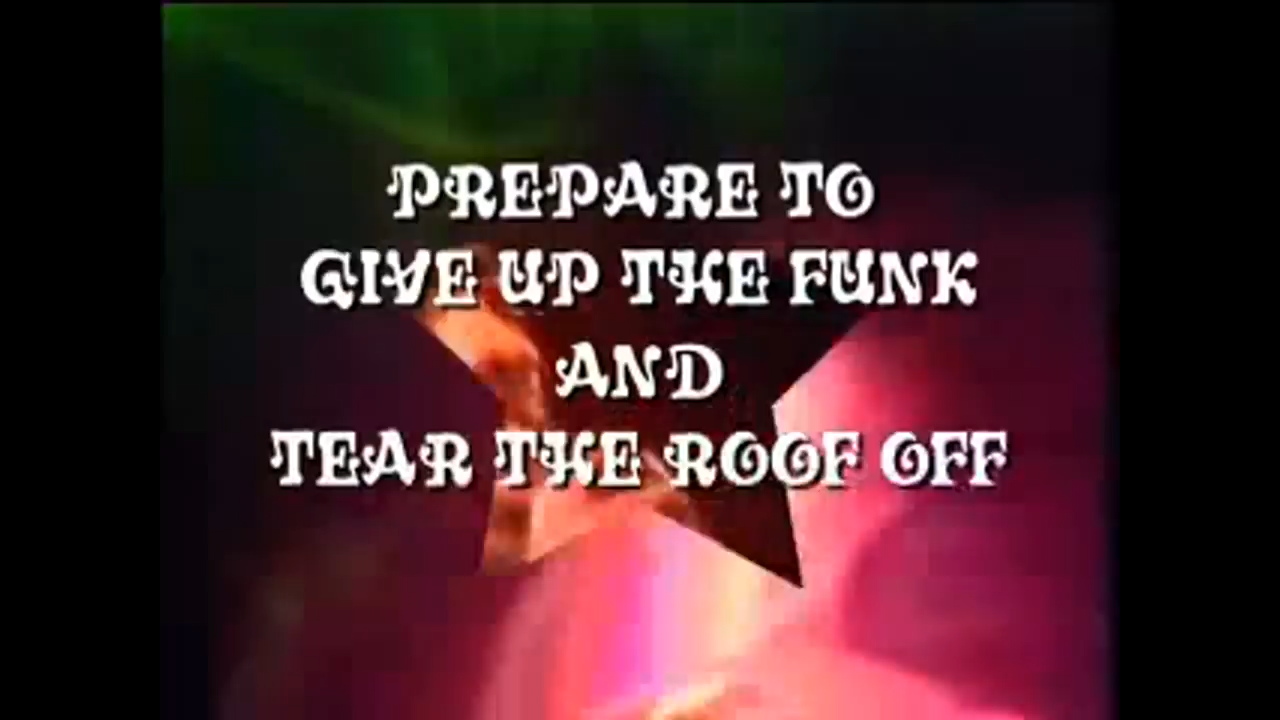 PREPARE TO
GIVE UP THE FUNK
AND
TEAR THE ROOF OFF